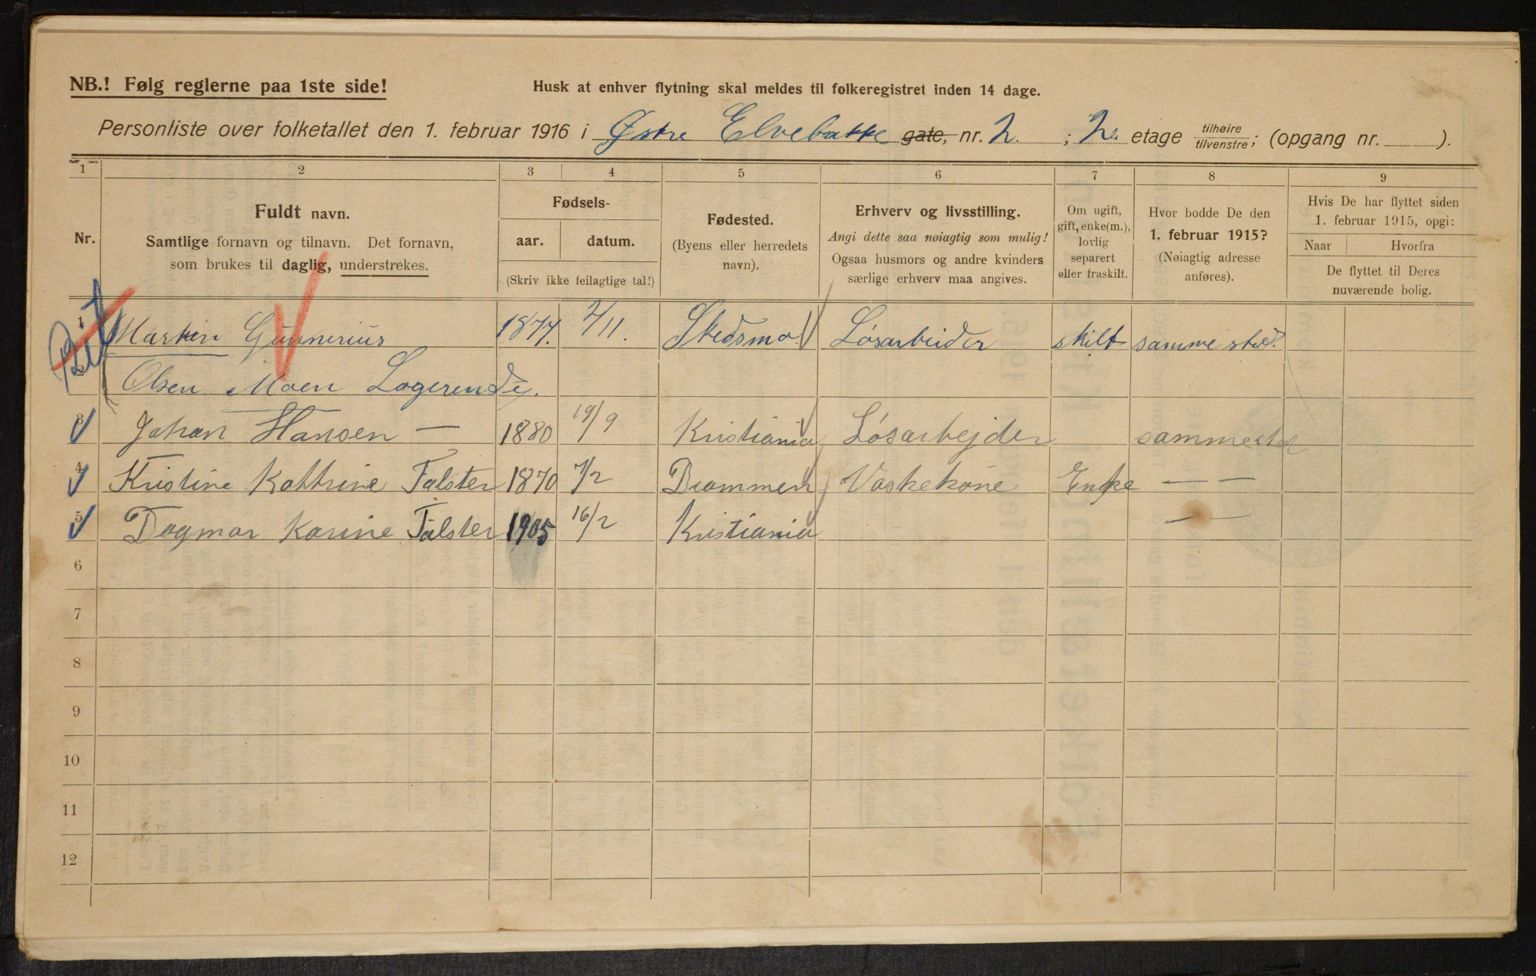 NB.! Følg reglerne paa 1ste side!
Husk at enhver flytning skal meldes til folkeregistret inden 14 dage.
Personliste over folketallet den 1. februar 1916 i Østre Elvebakke gate, nr. 2. ; 2. etage tilhøire tilvenstre; (opgang nr. ).
1 2 3 4 5 6 7 8 9
Nr.
Fuldt navn.
Samtlige fornavn og tilnavn. Det fornavn,
som brukes til daglig, understrekes.
Fødsels-
aar. datum.
(Skriv ikke feilagtige tal!)
Fødested.
(Byens eller herredets
navn).
Erhverv og livsstilling.
Angi dette saa nøiagtig som mulig!
Ogsaa husmors og andre kvinders
særlige erhverv maa angives.
Om ugift,
gift, enke(m.),
lovlig
separert
eller fraskilt.
Hvor bodde De den
1. februar 1915?
(Nøiagtig adresse
anføres).
Hvis De har flyttet siden
1. februar 1915, opgi:
Naar Hvorfra
De flyttet til Deres
nuværende bolig.
1 Martin Gunnerius 1874. 2/11. Skedsmo. Løsarbeider skilt samme sted.
Olsen Moen Logerende.
3 Johan Hansen — 1880 19/9 Kristiania Løsarbejder sammested
4 Kristine Kathrine Falster 1870 7/2 Drammen Vaskekone Enke — —
5 Dagmar Karine Falster 1905 16/2 Kristiania — —
6
7
8
9
10
11
12